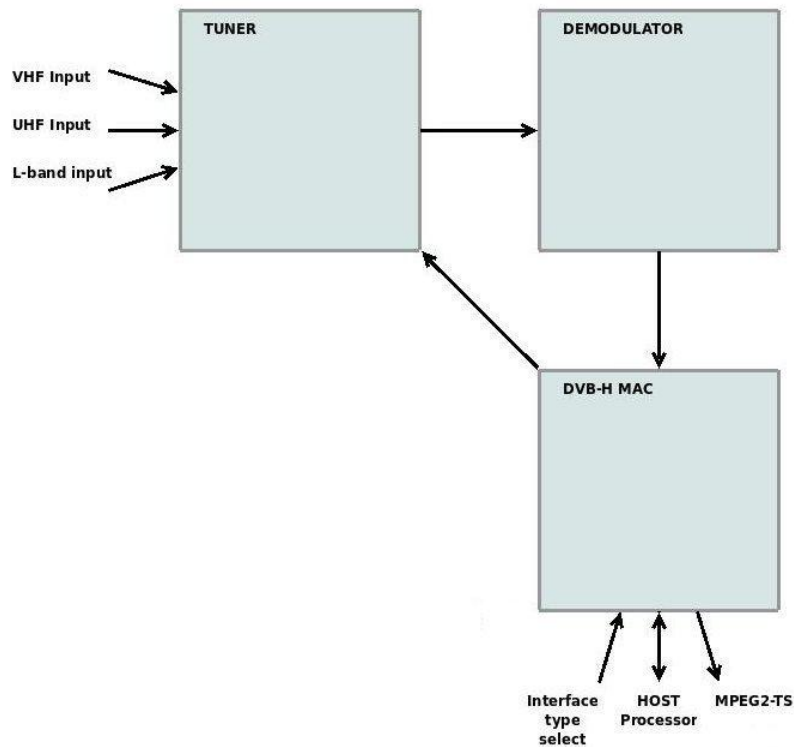 TUNER
DEMODULATOR
VHF Input
UHF Input
L-band input
DVB-H MAC
Interface
type
select
HOST
Processor
MPEG2-TS